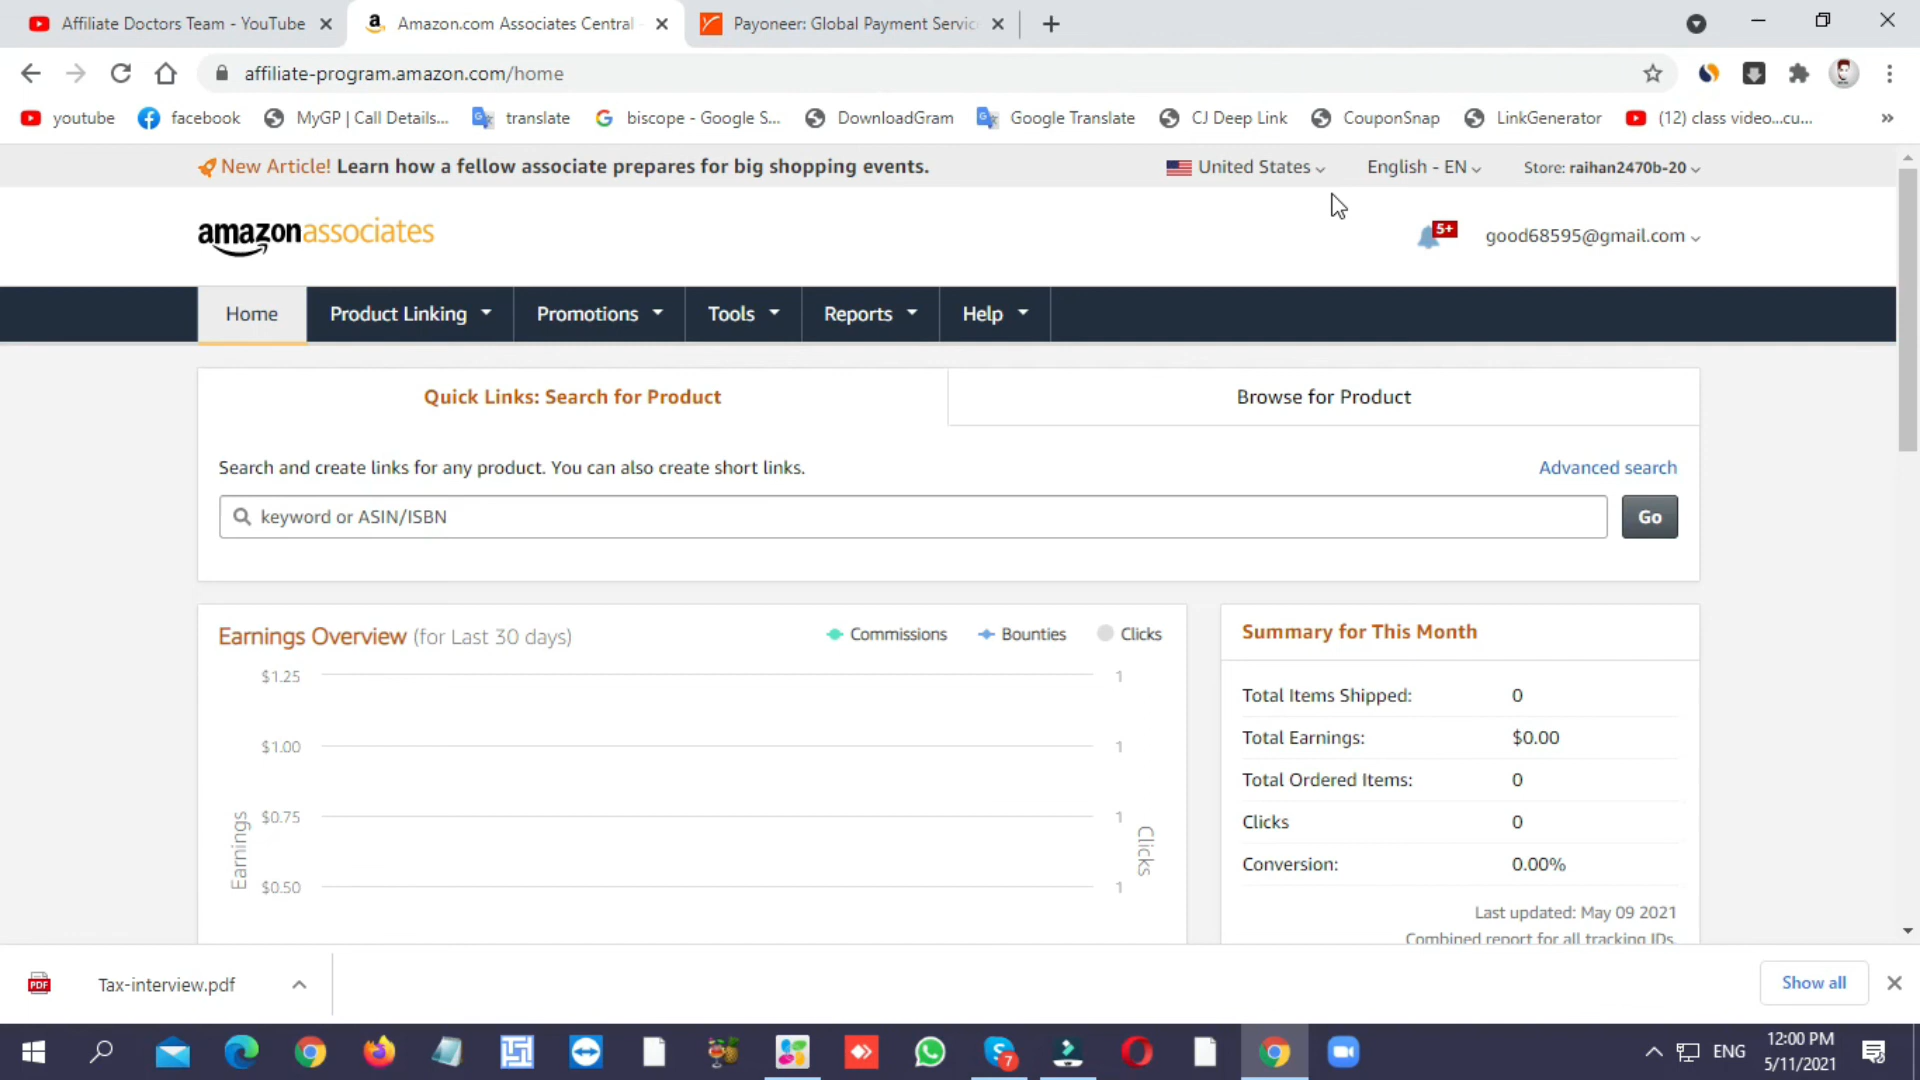 Affiliate Doctors Team - YouTube
Amazon.com Associates Central -
Payoneer: Global Payment Servic
affiliate-program.amazon.com/home
youtube
facebook
MyGP | Call Details...
translate
biscope - Google S...
DownloadGram
Google Translate
CJ Deep Link
CouponSnap
LinkGenerator
(12) class video...cu...
»
New Article! Learn how a fellow associate prepares for big shopping events.
United States
English - EN
Store: raihan2470b-20
amazonassociates
5+
good68595@gmail.com
Home
Product Linking
Promotions
Tools
Reports
Help
Quick Links: Search for Product
Browse for Product
Search and create links for any product. You can also create short links.
Advanced search
keyword or ASIN/ISBN
Go
Earnings Overview (for Last 30 days)
Commissions
Bounties
Clicks
$1.25
1
$1.00
1
$0.75
1
$0.50
1
Earnings
Clicks
Summary for This Month
Total Items Shipped: 0
Total Earnings: $0.00
Total Ordered Items: 0
Clicks 0
Conversion: 0.00%
Last updated: May 09 2021
Combined report for all tracking IDs.
PDF
Tax-interview.pdf
Show all
7
ENG
12:00 PM
5/11/2021